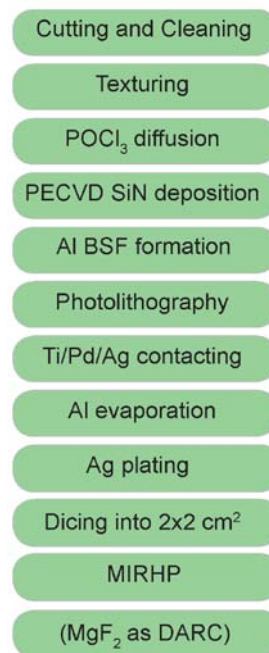 Cutting and Cleaning
Texturing
POCl₃ diffusion
PECVD SiN deposition
Al BSF formation
Photolithography
Ti/Pd/Ag contacting
Al evaporation
Ag plating
Dicing into 2x2 cm²
MIRHP
(MgF₂ as DARC)